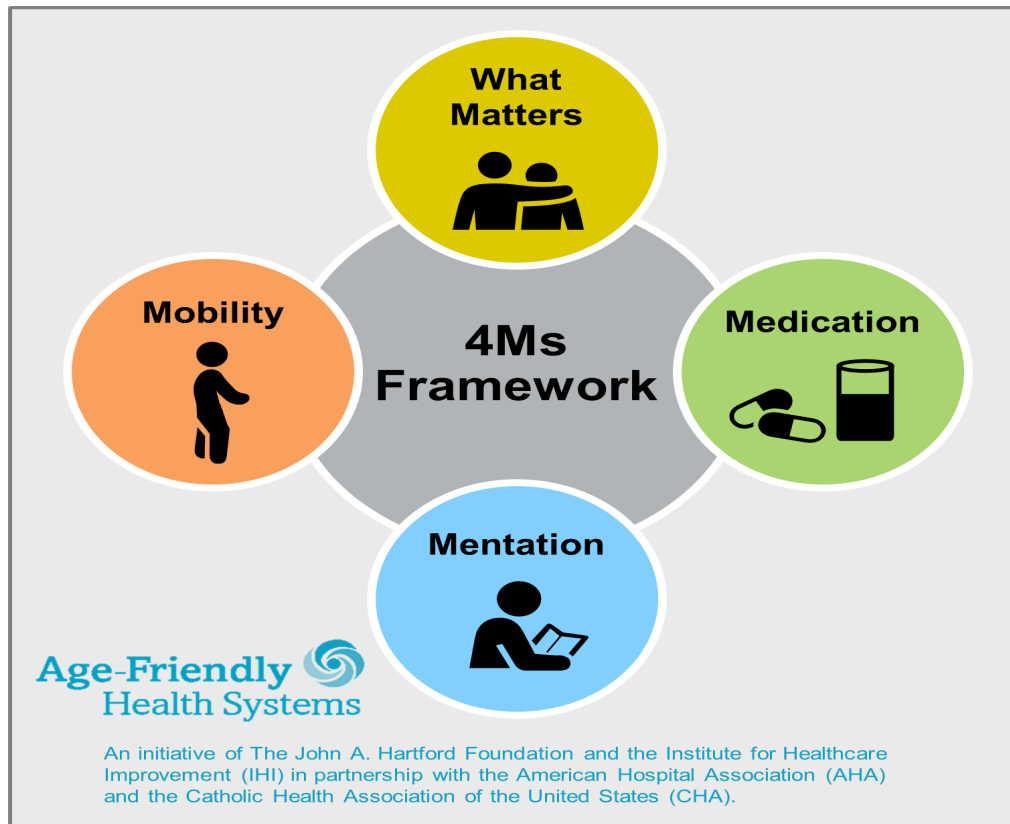 What
Matters
Mobility
4Ms
Framework
Medication
Mentation
Age-Friendly
Health Systems
An initiative of The John A. Hartford Foundation and the Institute for Healthcare
Improvement (IHI) in partnership with the American Hospital Association (AHA)
and the Catholic Health Association of the United States (CHA).